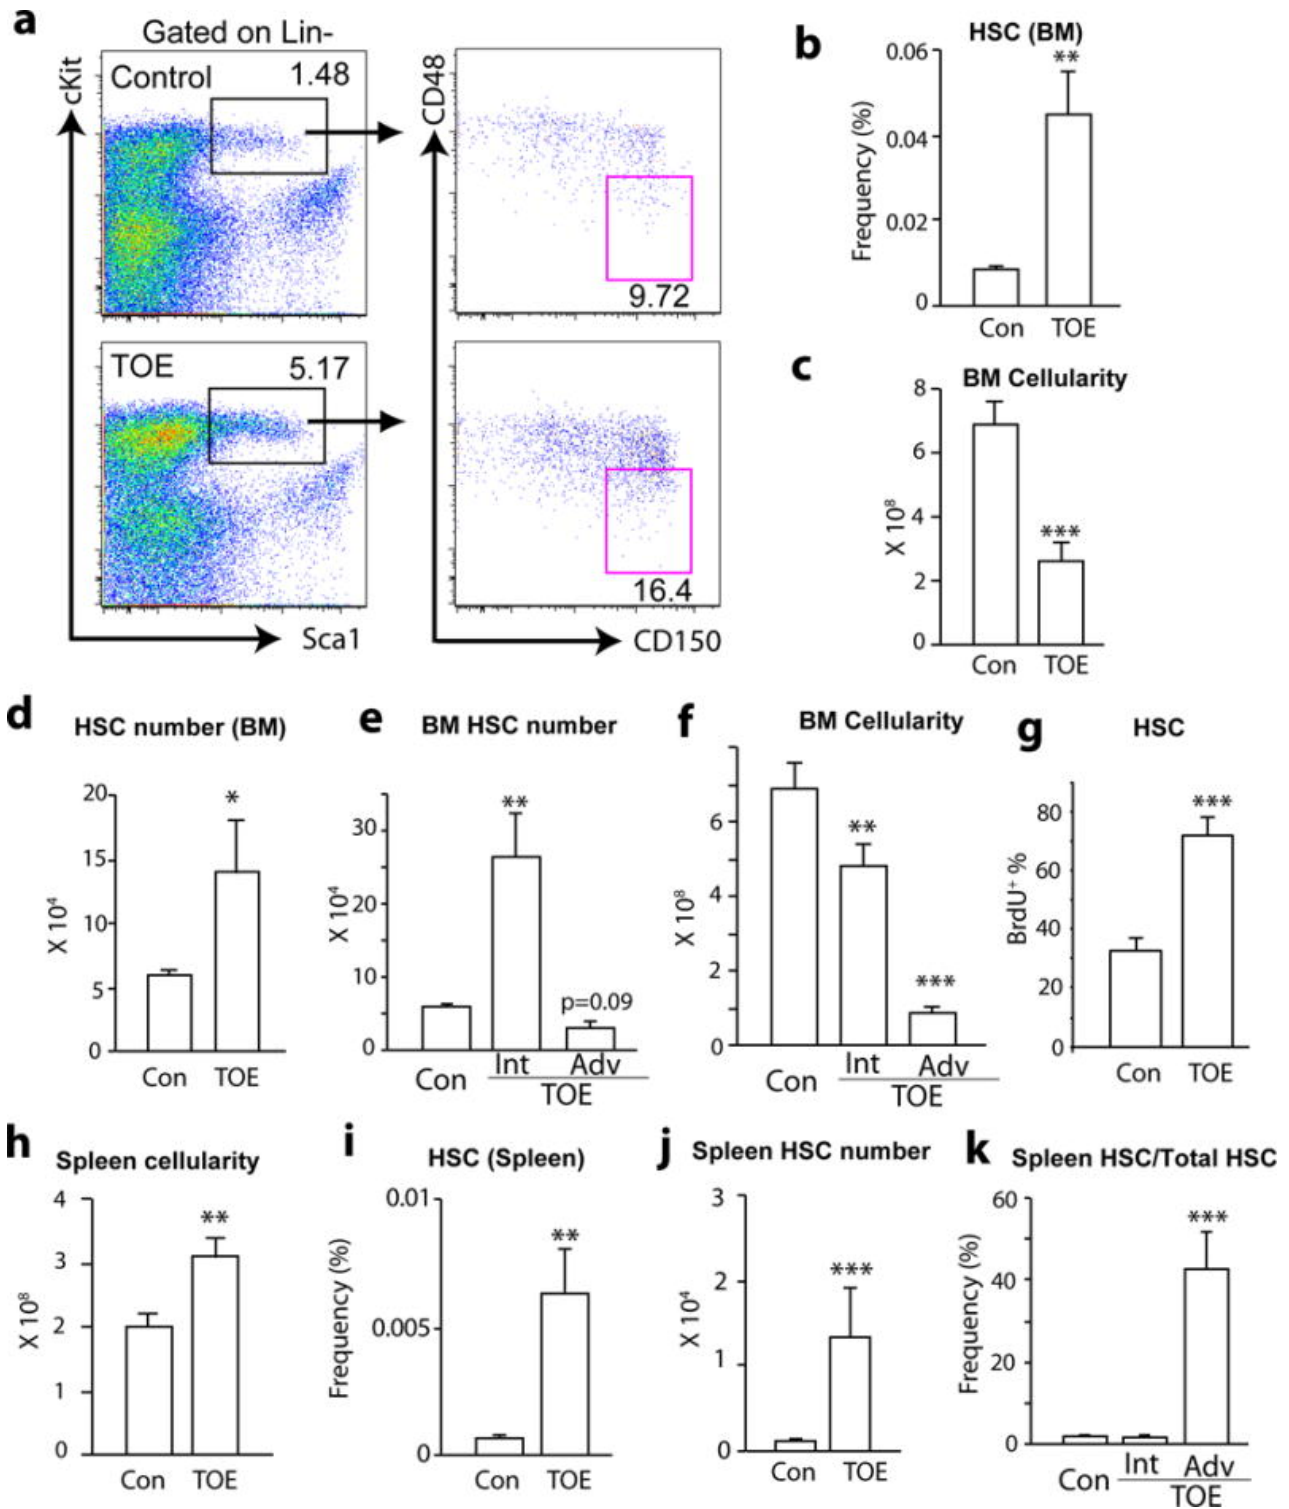 a
Gated on Lin-
cKit
Control 1.48
CD48
9.72
TOE 5.17
16.4
Sca1
CD150
b
HSC (BM)
**
Frequency (%)
0.06
0.04
0.02
0
Con TOE
c
BM Cellularity
***
X 10⁸
8
6
4
2
0
Con TOE
d
HSC number (BM)
*
X 10⁴
20
15
10
5
0
Con TOE
e
BM HSC number
**
p=0.09
X 10⁴
30
20
10
0
Con Int Adv
TOE
f
BM Cellularity
**
***
X 10⁸
6
4
2
0
Con Int Adv
TOE
g
HSC
***
BrdU⁺ %
80
60
40
20
0
Con TOE
h
Spleen cellularity
**
X 10⁸
4
3
2
1
0
Con TOE
i
HSC (Spleen)
**
Frequency (%)
0.01
0.005
0
Con TOE
j
Spleen HSC number
***
X 10⁴
3
2
1
0
Con TOE
k
Spleen HSC/Total HSC
***
Frequency (%)
60
40
20
0
Con Int Adv
TOE